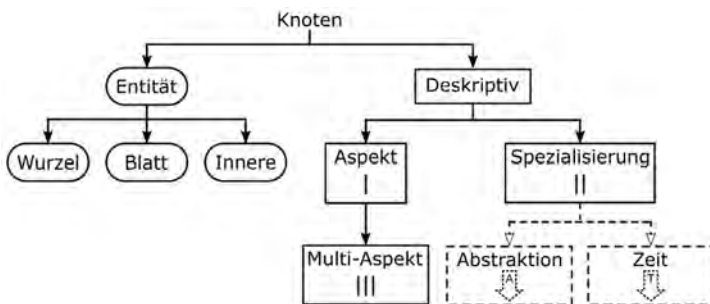 Knoten
Entität
Deskriptiv
Wurzel
Blatt
Innere
Aspekt
I
Spezialisierung
II
Multi-Aspekt
III
Abstraktion
A
Zeit
T